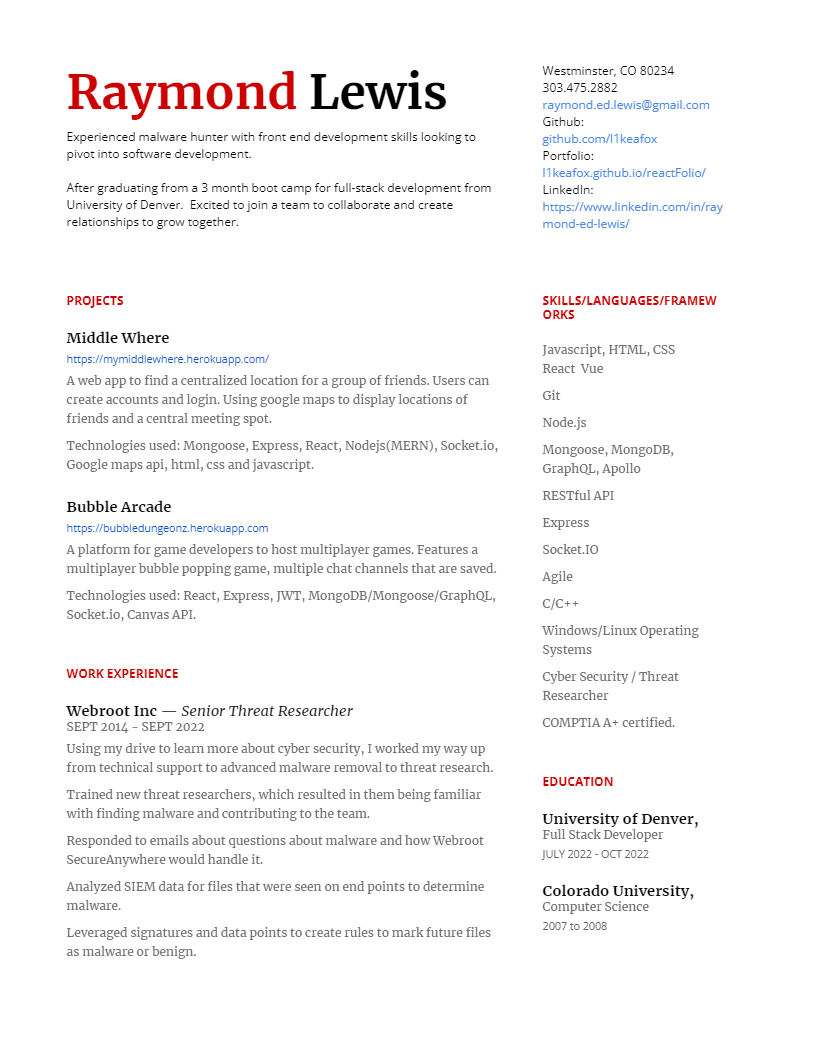 Raymond Lewis
Experienced malware hunter with front end development skills looking to
pivot into software development.
After graduating from a 3 month boot camp for full-stack development from
University of Denver.  Excited to join a team to collaborate and create
relationships to grow together.
Westminster, CO 80234
303.475.2882
raymond.ed.lewis@gmail.com
Github:
github.com/l1keafox
Portfolio:
l1keafox.github.io/reactFolio/
LinkedIn:
https://www.linkedin.com/in/ray
mond-ed-lewis/
PROJECTS
Middle Where
https://mymiddlewhere.herokuapp.com/
A web app to find a centralized location for a group of friends. Users can
create accounts and login. Using google maps to display locations of
friends and a central meeting spot.
Technologies used: Mongoose, Express, React, Nodejs(MERN), Socket.io,
Google maps api, html, css and javascript.
Bubble Arcade
https://bubbledungeonz.herokuapp.com
A platform for game developers to host multiplayer games. Features a
multiplayer bubble popping game, multiple chat channels that are saved.
Technologies used: React, Express, JWT, MongoDB/Mongoose/GraphQL,
Socket.io, Canvas API.
WORK EXPERIENCE
Webroot Inc — Senior Threat Researcher
SEPT 2014 - SEPT 2022
Using my drive to learn more about cyber security, I worked my way up
from technical support to advanced malware removal to threat research.
Trained new threat researchers, which resulted in them being familiar
with finding malware and contributing to the team.
Responded to emails about questions about malware and how Webroot
SecureAnywhere would handle it.
Analyzed SIEM data for files that were seen on end points to determine
malware.
Leveraged signatures and data points to create rules to mark future files
as malware or benign.
SKILLS/LANGUAGES/FRAMEW
ORKS
Javascript, HTML, CSS
React  Vue
Git
Node.js
Mongoose, MongoDB,
GraphQL, Apollo
RESTful API
Express
Socket.IO
Agile
C/C++
Windows/Linux Operating
Systems
Cyber Security / Threat
Researcher
COMPTIA A+ certified.
EDUCATION
University of Denver,
Full Stack Developer
JULY 2022 - OCT 2022
Colorado University,
Computer Science
2007 to 2008